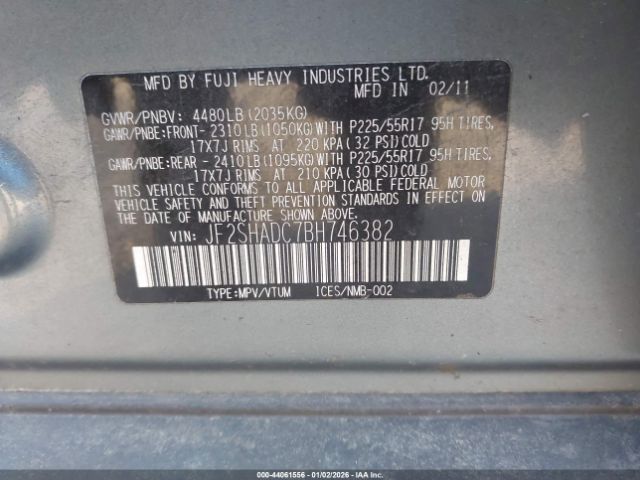 MFD BY FUJI HEAVY INDUSTRIES LTD.
MFD IN 02/11
GVWR/PNBV: 4480LB(2035KG)
GAWR/PNBE:FRONT- 2310LB(1050KG)WITH P225/55R17 95H TIRES,
17X7J RIMS AT 220 KPA(32 PSI)COLD
GAWR/PNBE:REAR - 2410LB(1095KG)WITH P225/55R17 95H TIRES,
17X7J RIMS AT 210 KPA(30 PSI)COLD
THIS VEHICLE CONFORMS TO ALL APPLICABLE FEDERAL MOTOR
VEHICLE SAFETY AND THEFT PREVENTION STANDARDS IN EFFECT ON
THE DATE OF MANUFACTURE SHOWN ABOVE.
VIN: JF2SHADC7BH746382
TYPE:MPV/VTUM ICES/NMB-002
000-44061556 - 01/02/2026 - IAAI.COM